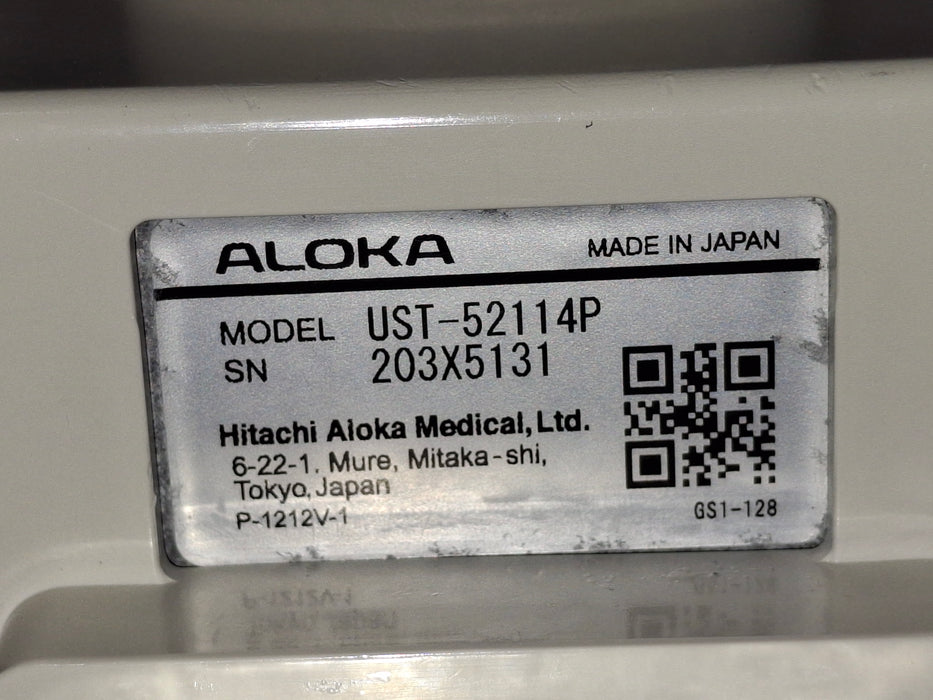 ALOKA MADE IN JAPAN
MODEL UST-52114P
SN 203X5131
Hitachi Aloka Medical, Ltd.
6-22-1. Mure, Mitaka-shi,
Tokyo, Japan
P-1212V-1
GS1-128